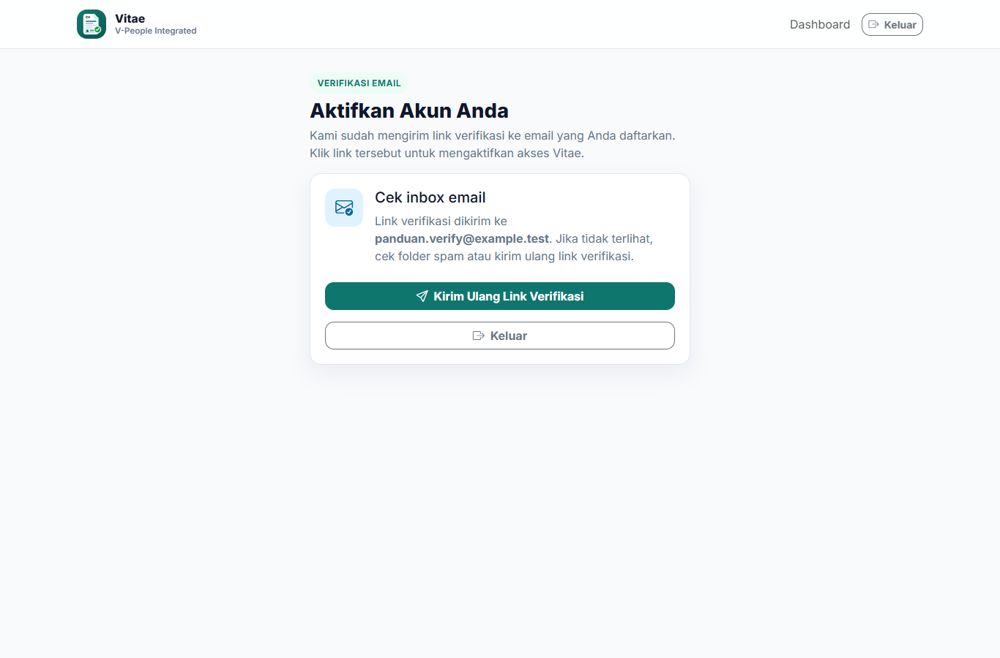 Vitae
V-People Integrated
Dashboard
Keluar
VERIFIKASI EMAIL
Aktifkan Akun Anda
Kami sudah mengirim link verifikasi ke email yang Anda daftarkan.
Klik link tersebut untuk mengaktifkan akses Vitae.
Cek inbox email
Link verifikasi dikirim ke
panduan.verify@example.test. Jika tidak terlihat,
cek folder spam atau kirim ulang link verifikasi.
Kirim Ulang Link Verifikasi
Keluar